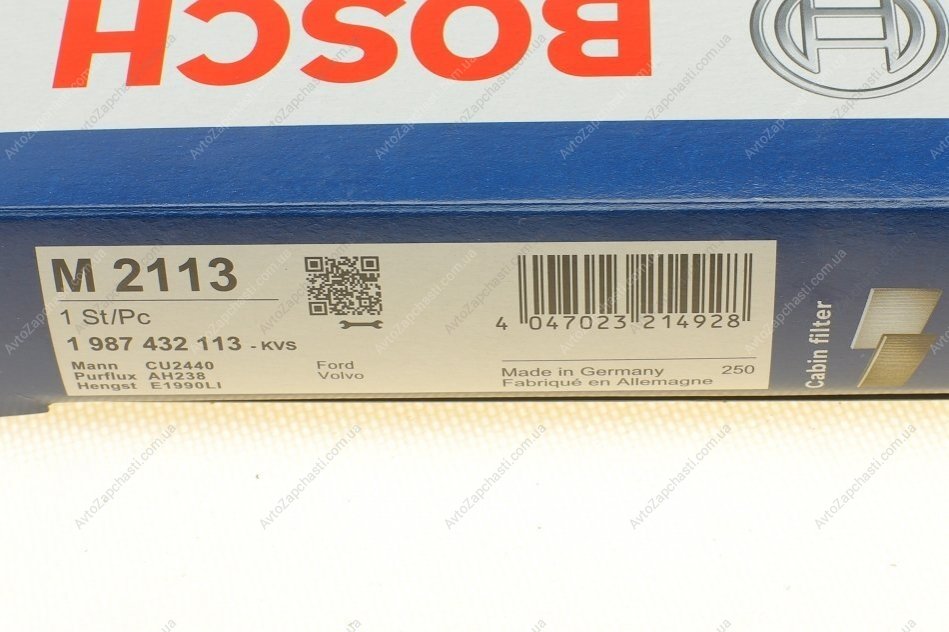 BOSCH
M 2113
1 St/Pc
1 987 432 113 - KVS
Mann CU2440
Purflux AH238
Hengst E1990LI
Ford
Volvo
4 047023 214928
Made in Germany
Fabriqué en Allemagne
250
Cabin filter
AvtoZapchasti.com.ua